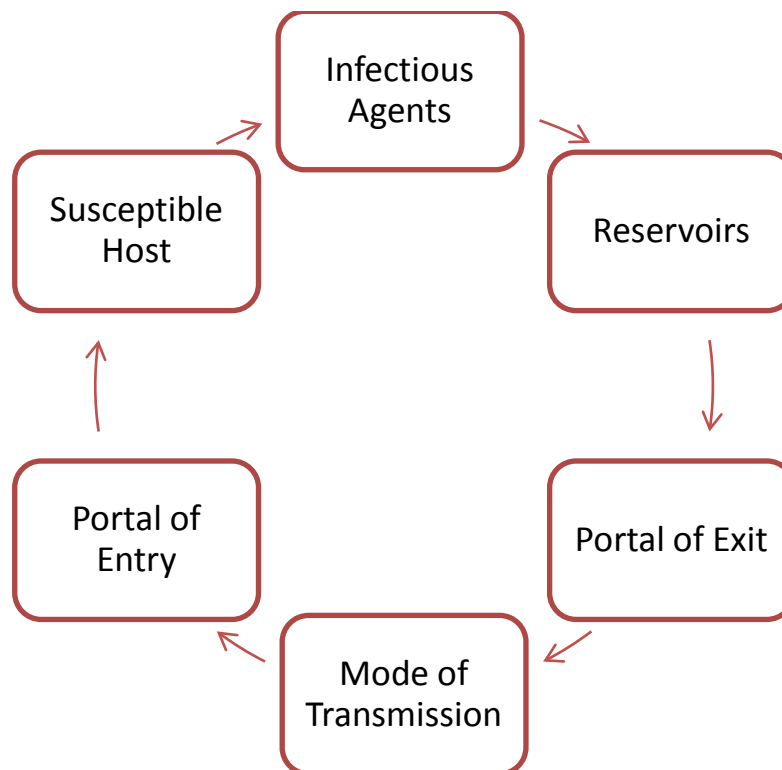 Infectious
Agents
Reservoirs
Portal of Exit
Mode of
Transmission
Portal of
Entry
Susceptible
Host